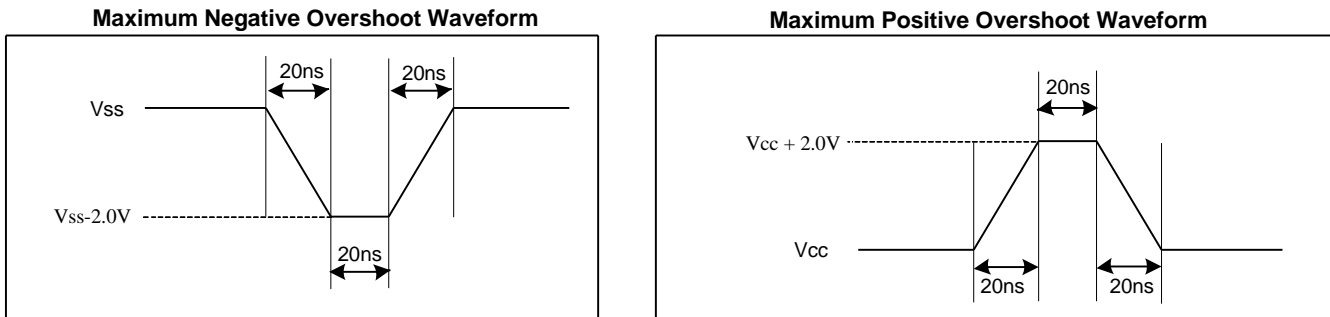 Maximum Negative Overshoot Waveform
20ns 20ns
Vss
Vss-2.0V
20ns
Maximum Positive Overshoot Waveform
20ns
Vcc + 2.0V
Vcc
20ns 20ns